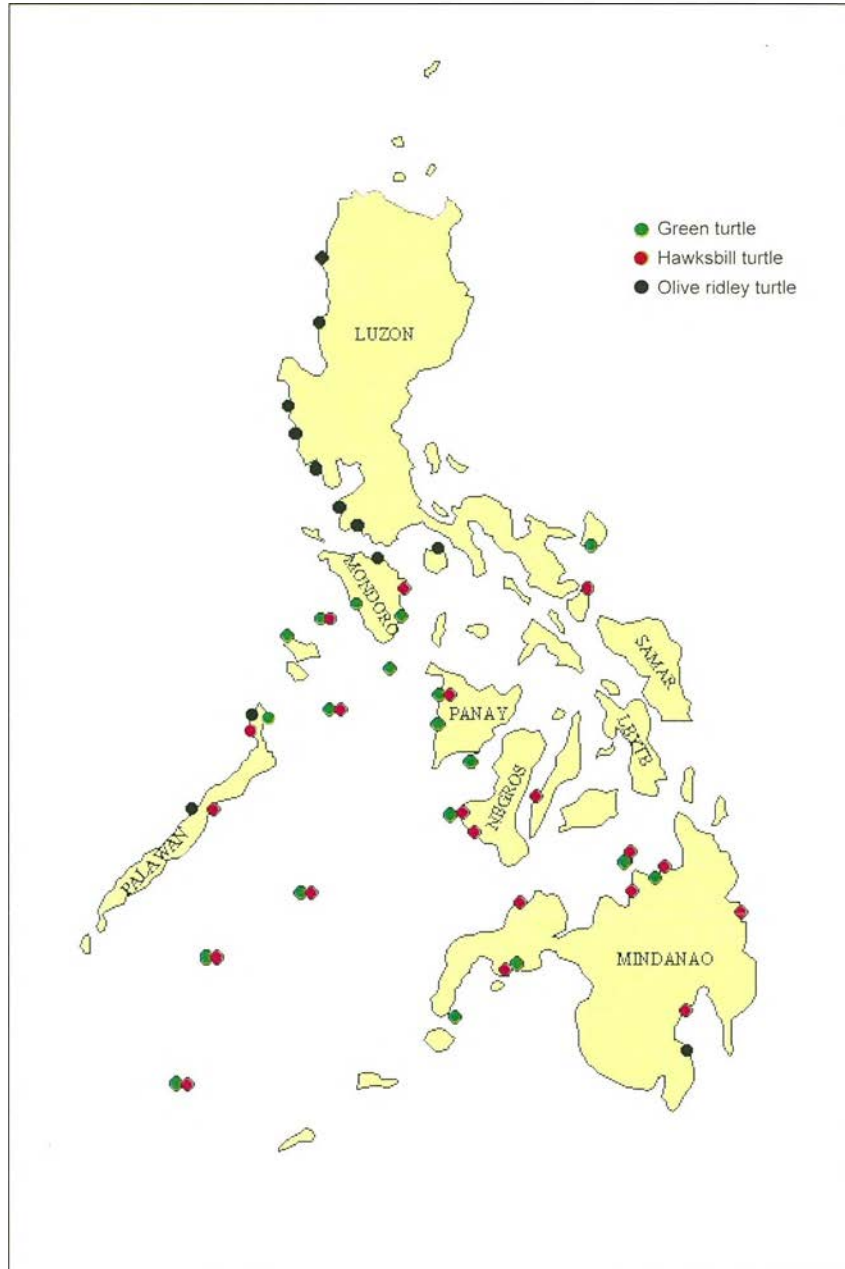 Green turtle
Hawksbill turtle
Olive ridley turtle
LUZON
MONDORO
SAMAR
PANAY
LEYTE
NEGROS
PALAWAN
MINDANAO